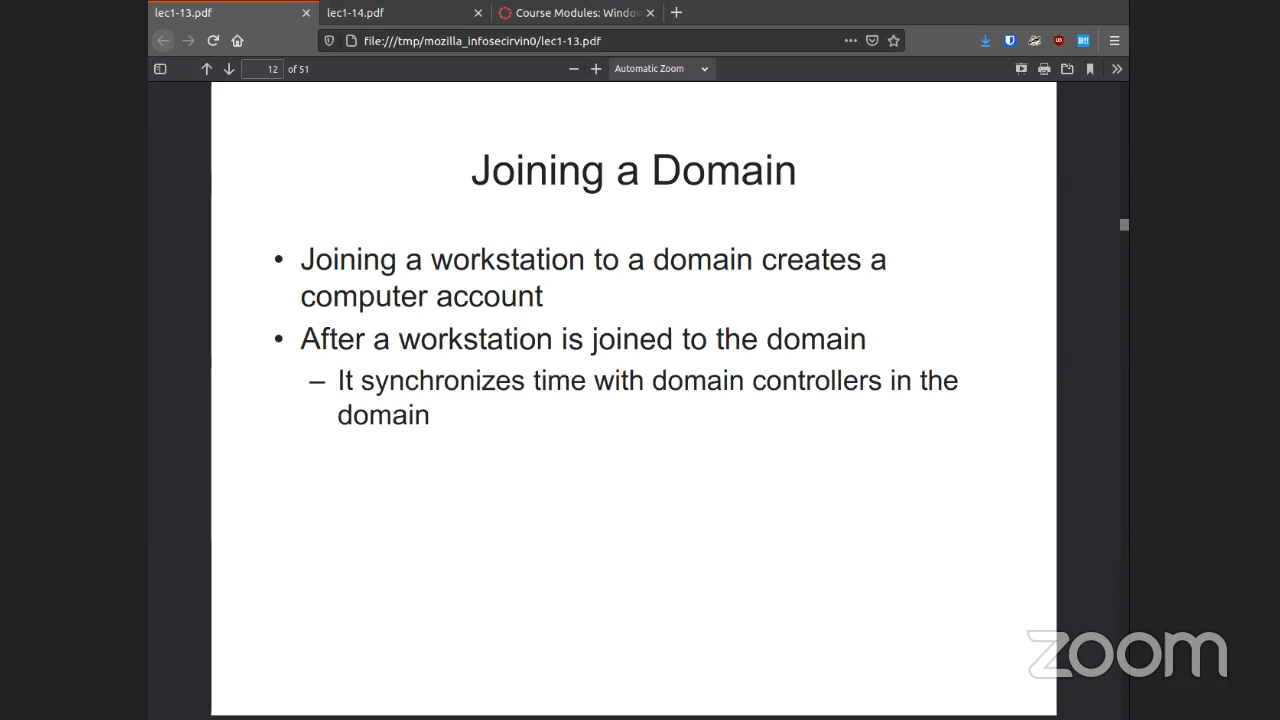 lec1-13.pdf
lec1-14.pdf
Course Modules: Windo
file:///tmp/mozilla_infosecirvin0/lec1-13.pdf
12 of 51
Automatic Zoom
Joining a Domain
• Joining a workstation to a domain creates a
computer account
• After a workstation is joined to the domain
– It synchronizes time with domain controllers in the
domain
zoom